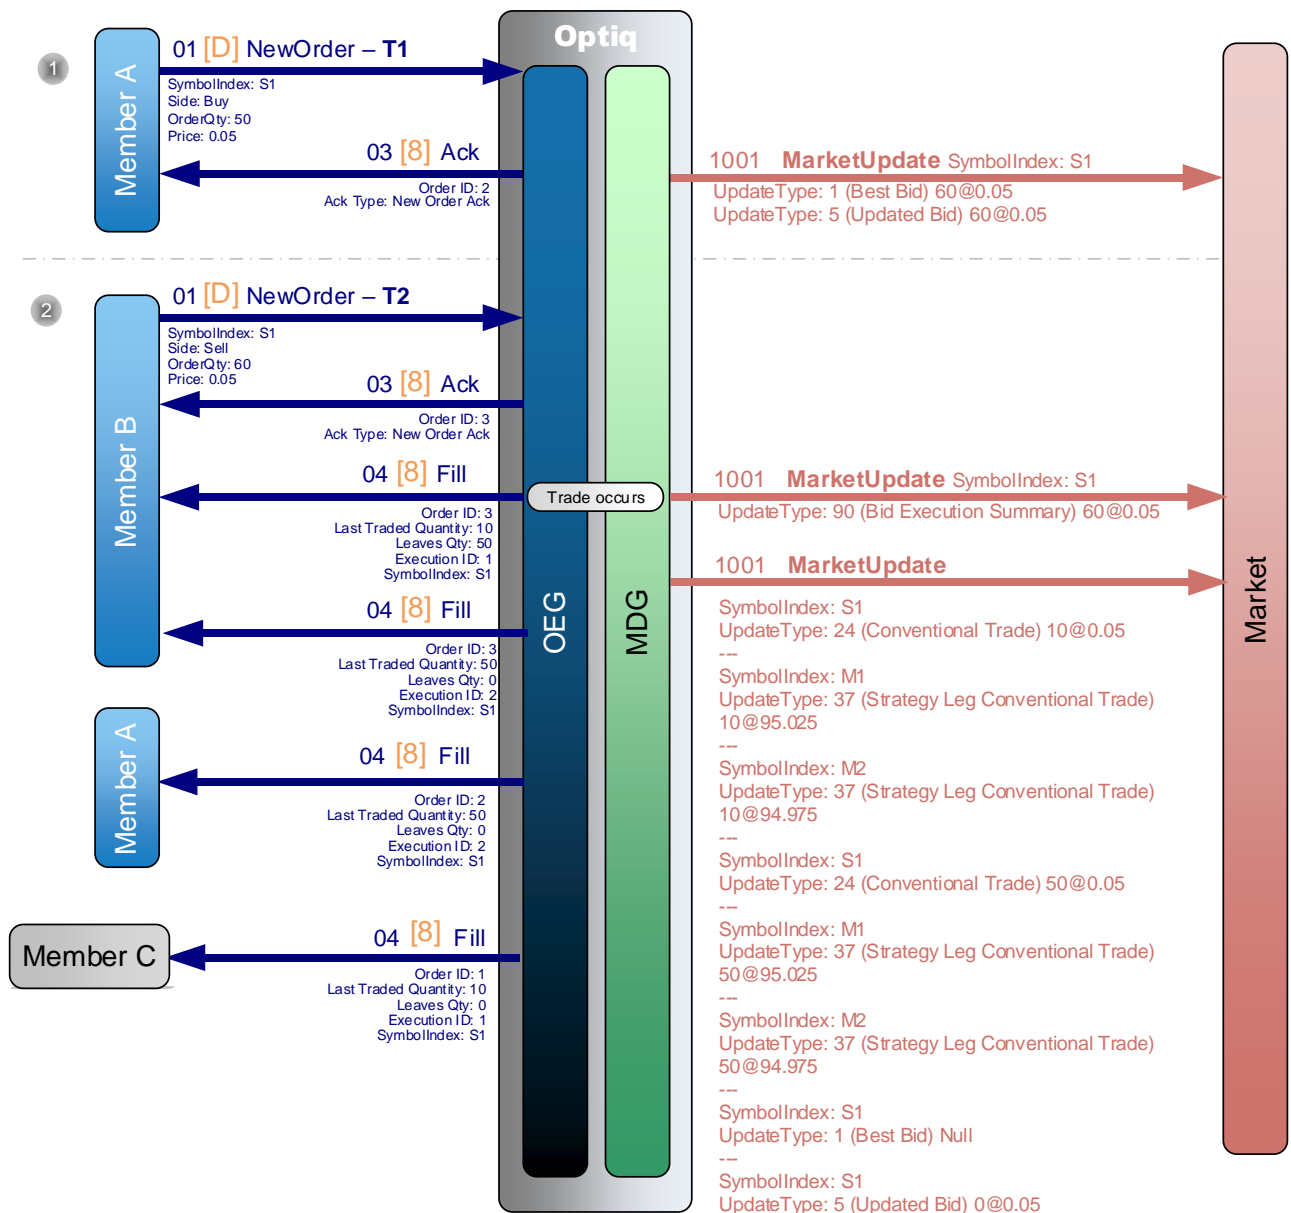 Optiq
1
Member A
01 [D] NewOrder – T1
SymbolIndex: S1
Side: Buy
OrderQty: 50
Price: 0.05
03 [8] Ack
Order ID: 2
Ack Type: New Order Ack
1001 MarketUpdate SymbolIndex: S1
UpdateType: 1 (Best Bid) 60@0.05
UpdateType: 5 (Updated Bid) 60@0.05
2
Member B
01 [D] NewOrder – T2
SymbolIndex: S1
Side: Sell
OrderQty: 60
Price: 0.05
03 [8] Ack
Order ID: 3
Ack Type: New Order Ack
04 [8] Fill
Trade occurs
Order ID: 3
Last Traded Quantity: 10
Leaves Qty: 50
Execution ID: 1
SymbolIndex: S1
1001 MarketUpdate SymbolIndex: S1
UpdateType: 90 (Bid Execution Summary) 60@0.05
04 [8] Fill
Order ID: 3
Last Traded Quantity: 50
Leaves Qty: 0
Execution ID: 2
SymbolIndex: S1
OEG
MDG
Market
Member A
04 [8] Fill
Order ID: 2
Last Traded Quantity: 50
Leaves Qty: 0
Execution ID: 2
SymbolIndex: S1
Member C
04 [8] Fill
Order ID: 1
Last Traded Quantity: 10
Leaves Qty: 0
Execution ID: 1
SymbolIndex: S1
1001 MarketUpdate
SymbolIndex: S1
UpdateType: 24 (Conventional Trade) 10@0.05
---
SymbolIndex: M1
UpdateType: 37 (Strategy Leg Conventional Trade)
10@95.025
---
SymbolIndex: M2
UpdateType: 37 (Strategy Leg Conventional Trade)
10@94.975
---
SymbolIndex: S1
UpdateType: 24 (Conventional Trade) 50@0.05
---
SymbolIndex: M1
UpdateType: 37 (Strategy Leg Conventional Trade)
50@95.025
---
SymbolIndex: M2
UpdateType: 37 (Strategy Leg Conventional Trade)
50@94.975
---
SymbolIndex: S1
UpdateType: 1 (Best Bid) Null
---
SymbolIndex: S1
UpdateType: 5 (Updated Bid) 0@0.05